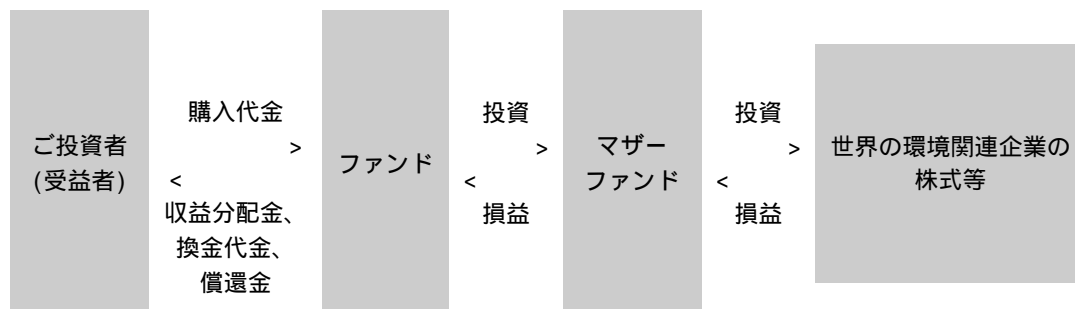 ご投資者
(受益者)
購入代金
>
<
収益分配金、
換金代金、
償還金
ファンド
投資
>
<
損益
マザー
ファンド
投資
>
<
損益
世界の環境関連企業の
株式等